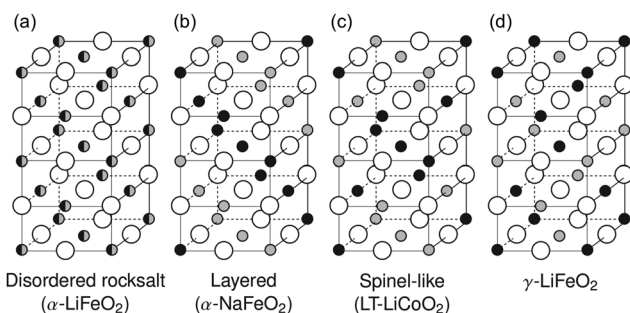 (a) (b) (c) (d)
Disordered rocksalt Layered Spinel-like γ-LiFeO₂
(α-LiFeO₂) (α-NaFeO₂) (LT-LiCoO₂)